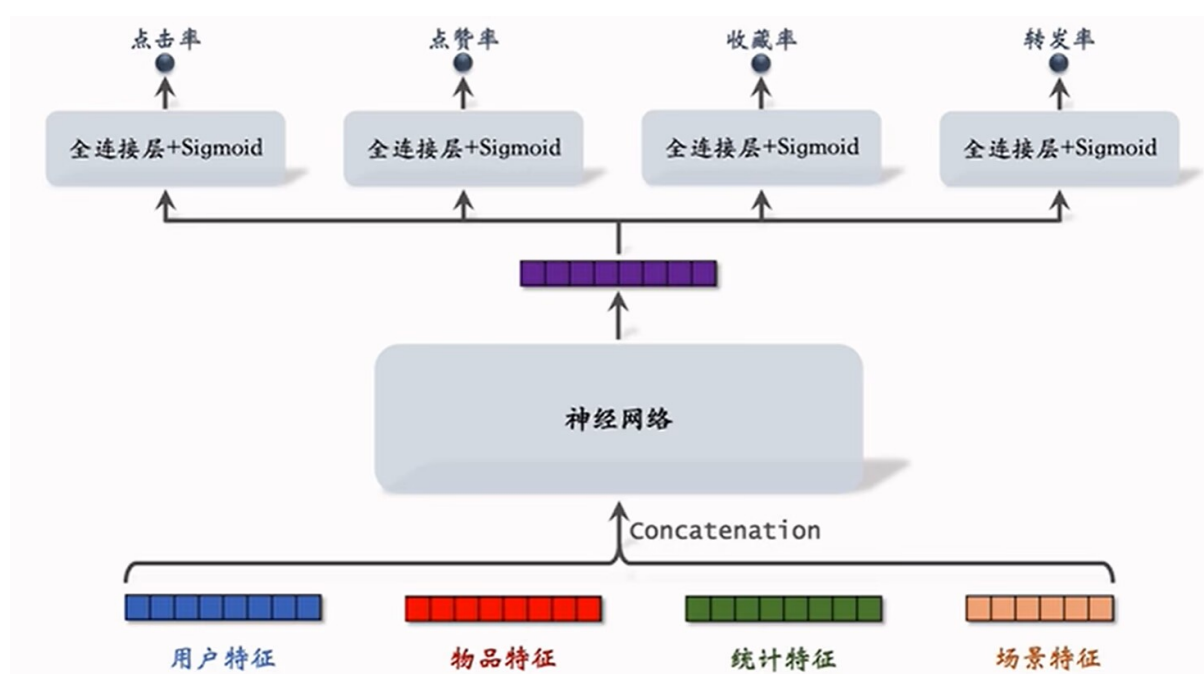 点击率 点赞率 收藏率 转发率
全连接层+Sigmoid 全连接层+Sigmoid 全连接层+Sigmoid 全连接层+Sigmoid
神经网络
Concatenation
用户特征 物品特征 统计特征 场景特征